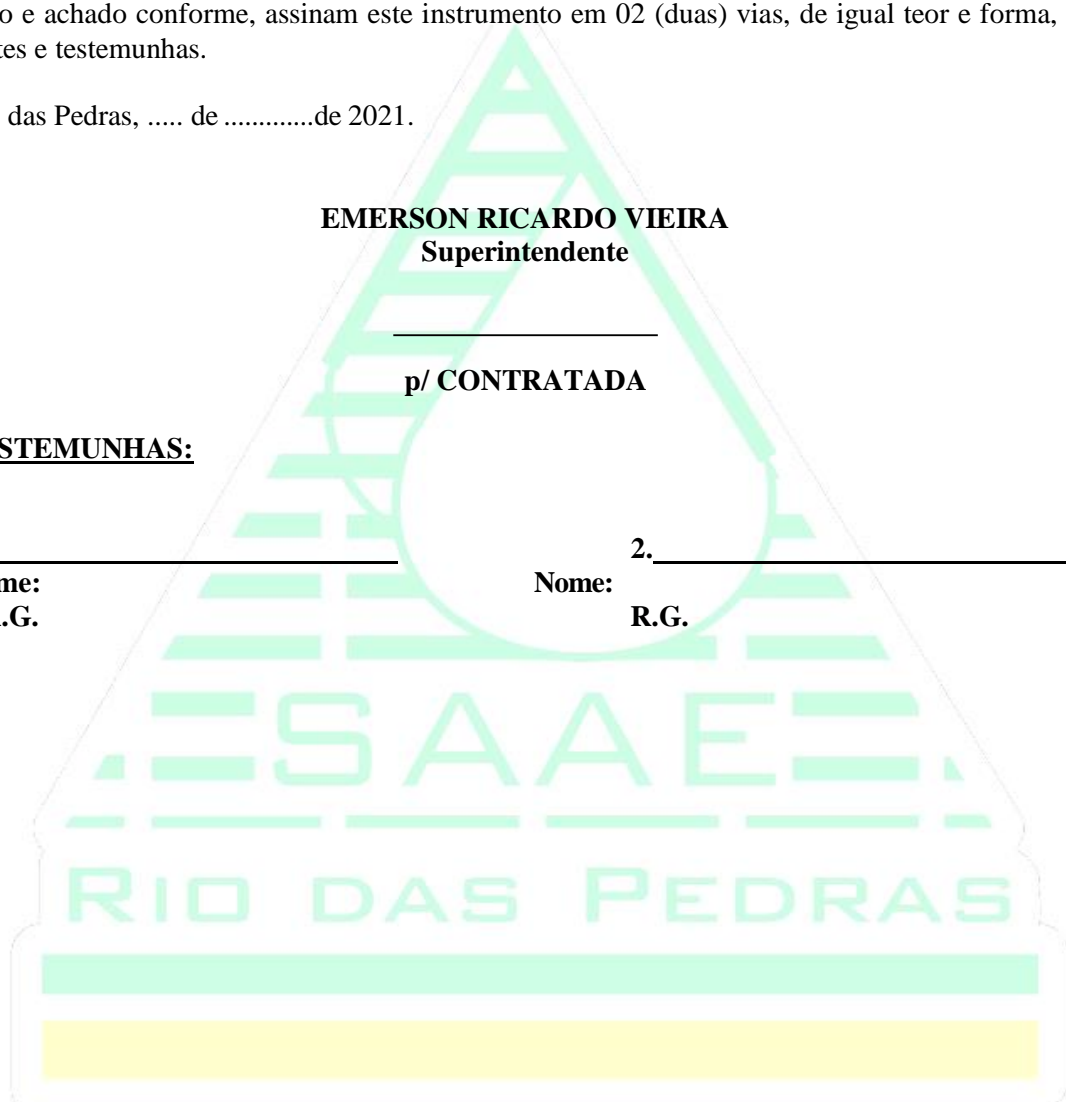 o e achado conforme, assinam este instrumento em 02 (duas) vias, de igual teor e forma,
tes e testemunhas.
das Pedras, ..... de .............de 2021.
EMERSON RICARDO VIEIRA
Superintendente
p/ CONTRATADA
STEMUNHAS:
2.
me: Nome:
.G. R.G.
SAAE
RIO DAS PEDRAS